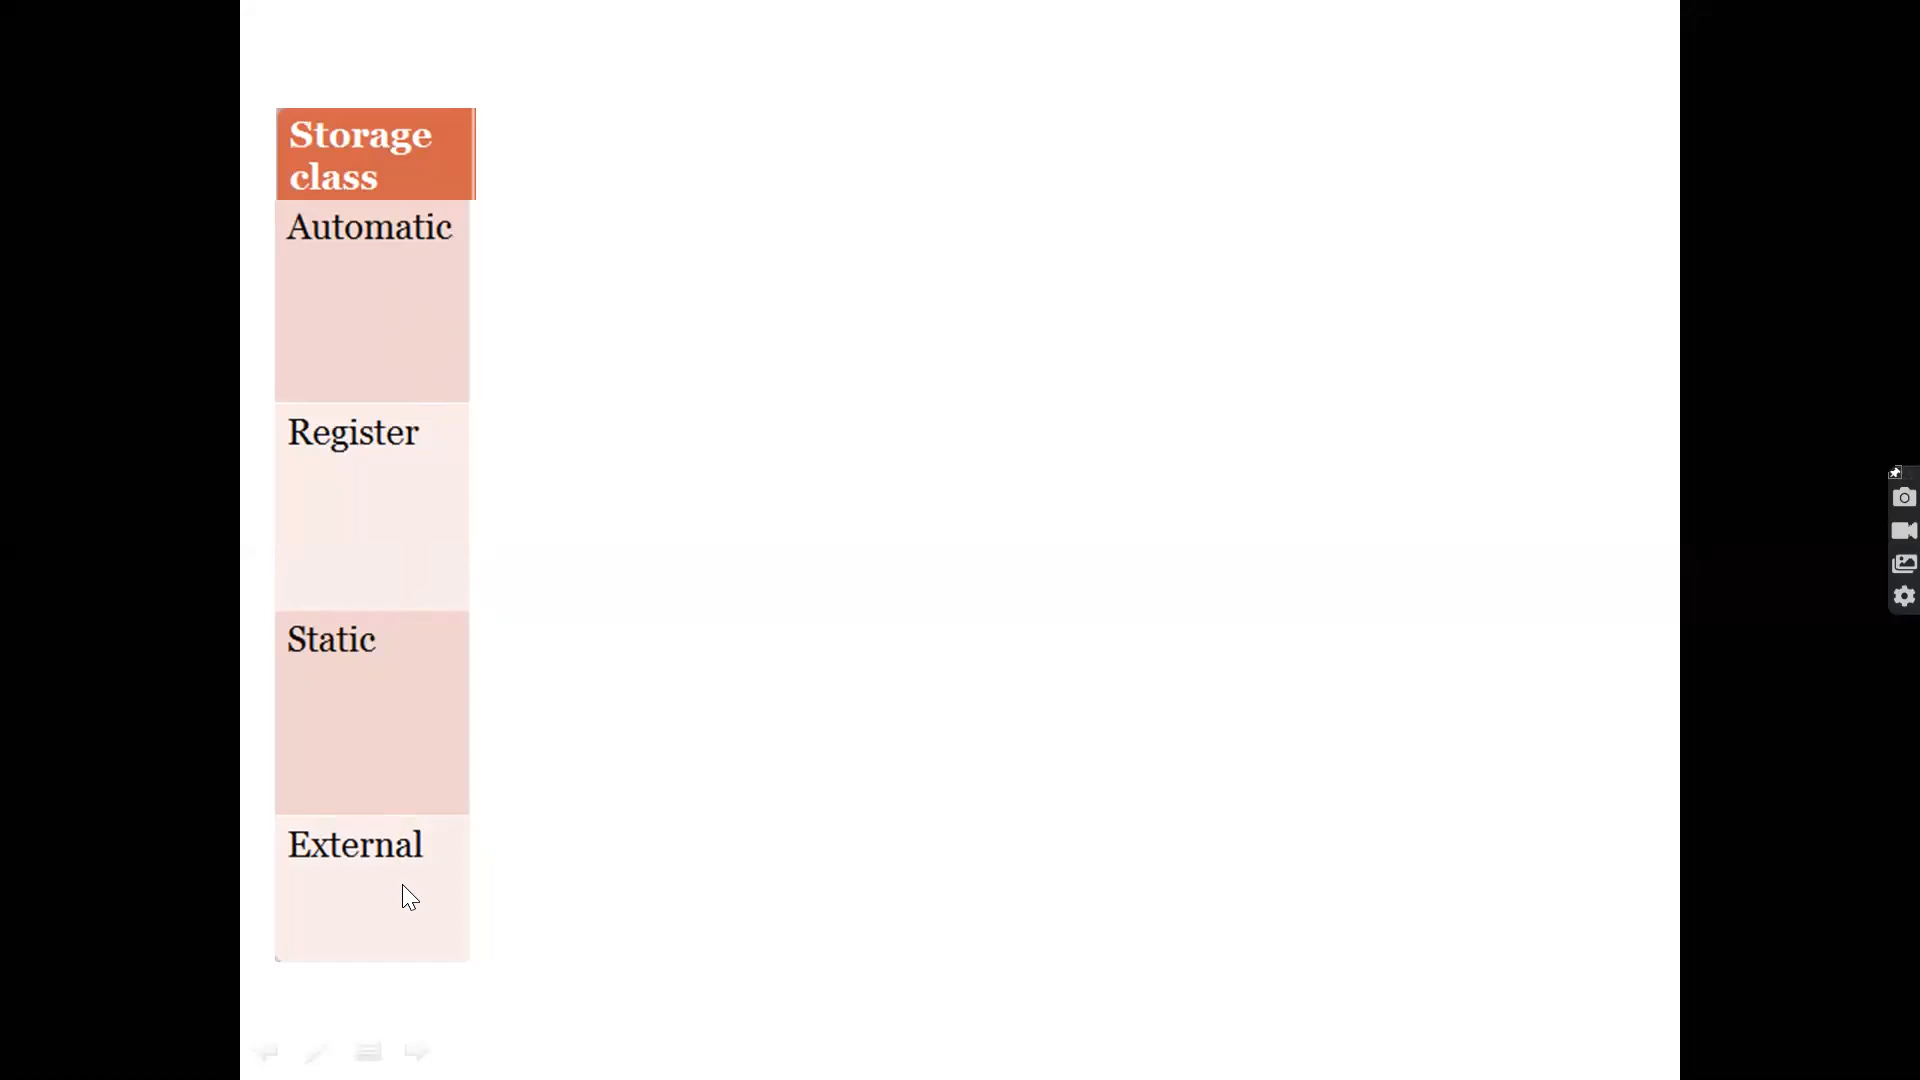 Storage
class
Automatic
Register
Static
External